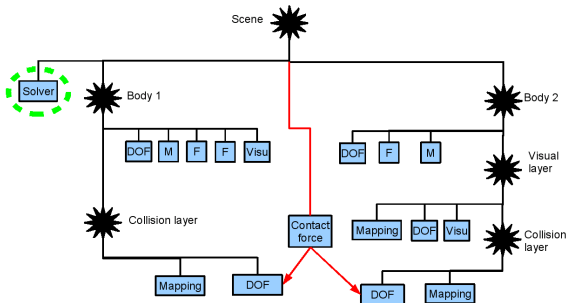 Scene
Solver
Body 1
Body 2
DOF
M
F
F
Visu
DOF
F
M
Visual
layer
Collision layer
Contact
force
Mapping
DOF
Visu
Collision
layer
Mapping
DOF
DOF
Mapping